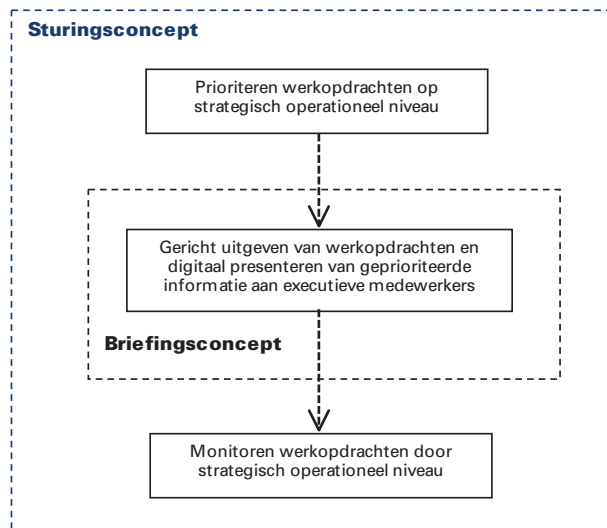 Sturingsconcept
Prioriteren werkopdrachten op
strategisch operationeel niveau
Gericht uitgeven van werkopdrachten en
digitaal presenteren van geprioriteerde
informatie aan executieve medewerkers
Briefingsconcept
Monitoren werkopdrachten door
strategisch operationeel niveau